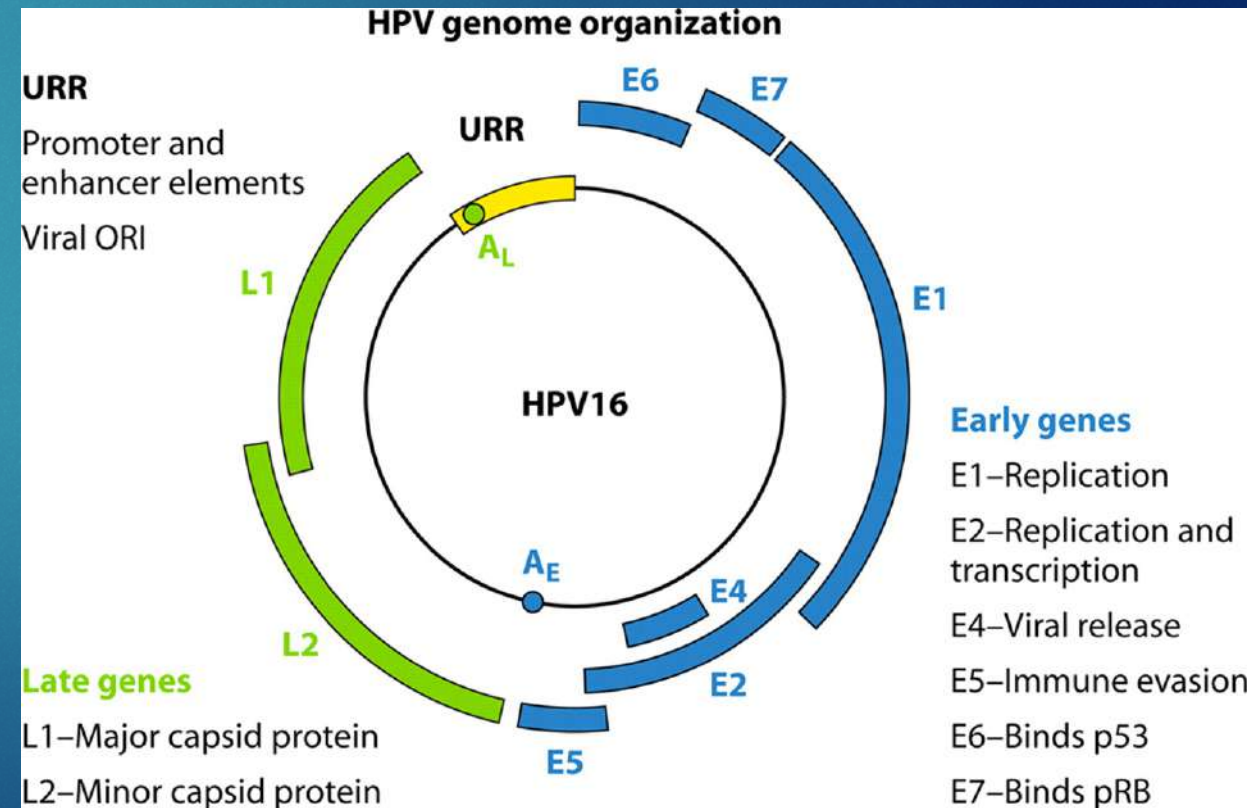 HPV genome organization
URR
Promoter and
enhancer elements
Viral ORI
URR
E6
E7
A_L
L1
E1
HPV16
A_E
E4
L2
E2
E5
Early genes
E1–Replication
E2–Replication and
transcription
E4–Viral release
E5–Immune evasion
E6–Binds p53
E7–Binds pRB
Late genes
L1–Major capsid protein
L2–Minor capsid protein